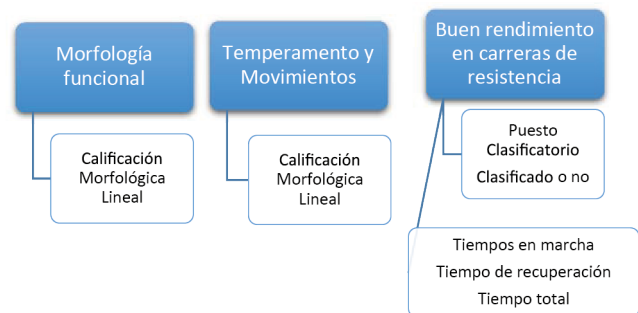 Morfología
funcional
Temperamento y
Movimientos
Buen rendimiento
en carreras de
resistencia
Calificación
Morfológica
Lineal
Calificación
Morfológica
Lineal
Puesto
Clasificatorio
Clasificado o no
Tiempos en marcha
Tiempo de recuperación
Tiempo total